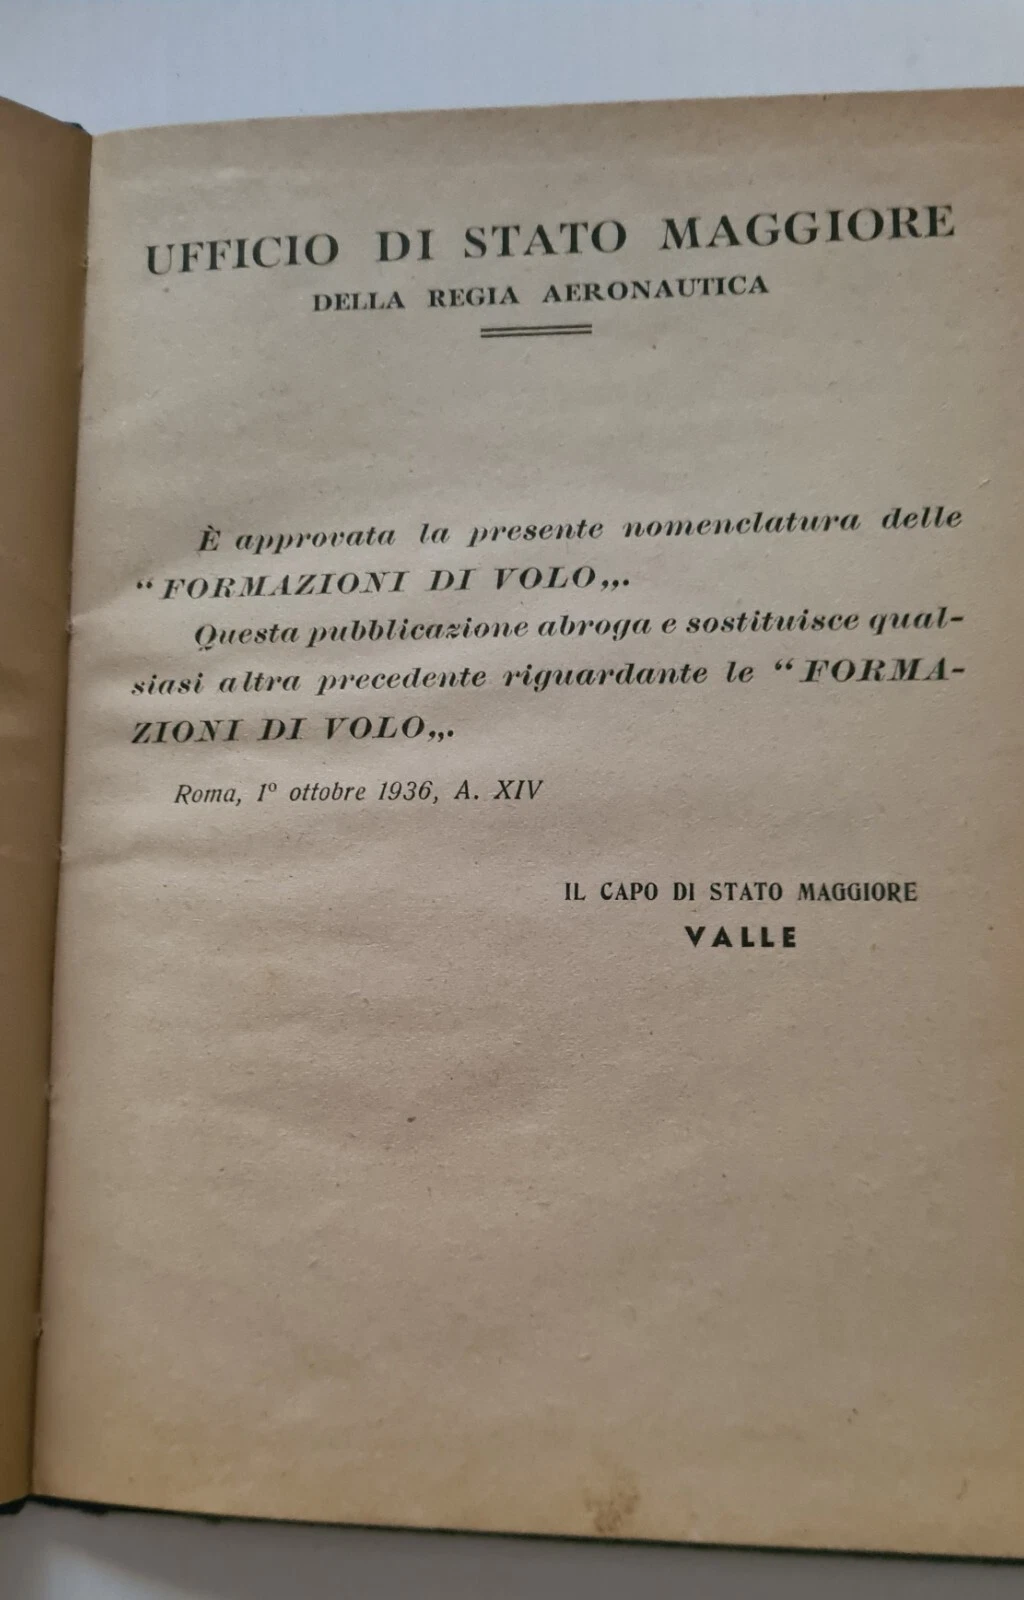 UFFICIO DI STATO MAGGIORE
DELLA REGIA AERONAUTICA
È approvata la presente nomenclatura delle
“FORMAZIONI DI VOLO„.
Questa pubblicazione abroga e sostituisce qual-
siasi altra precedente riguardante le “FORMA-
ZIONI DI VOLO„.
Roma, 1º ottobre 1936, A. XIV
IL CAPO DI STATO MAGGIORE
VALLE